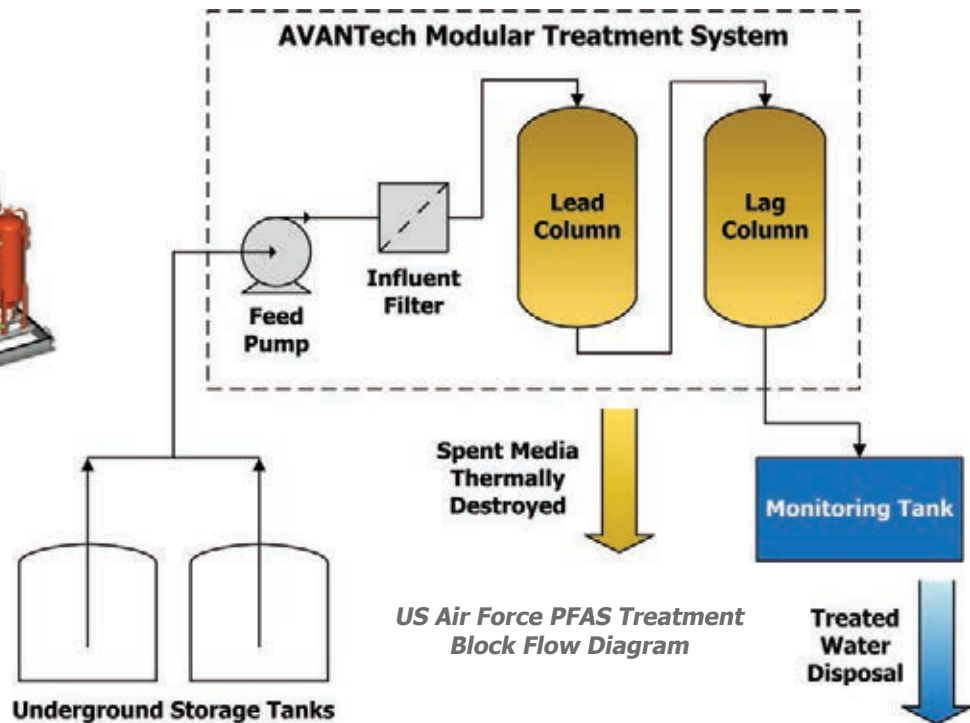 AVANTech Modular Treatment System
Lead
Column
Lag
Column
Influent
Filter
Feed
Pump
Spent Media
Thermally
Destroyed
Monitoring Tank
US Air Force PFAS Treatment
Block Flow Diagram
Treated
Water
Disposal
Underground Storage Tanks